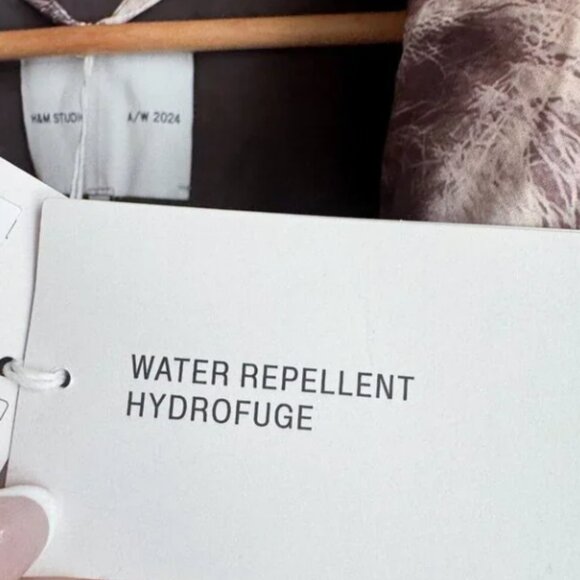 H&M STUDIO A/W 2024
WATER REPELLENT
HYDROFUGE